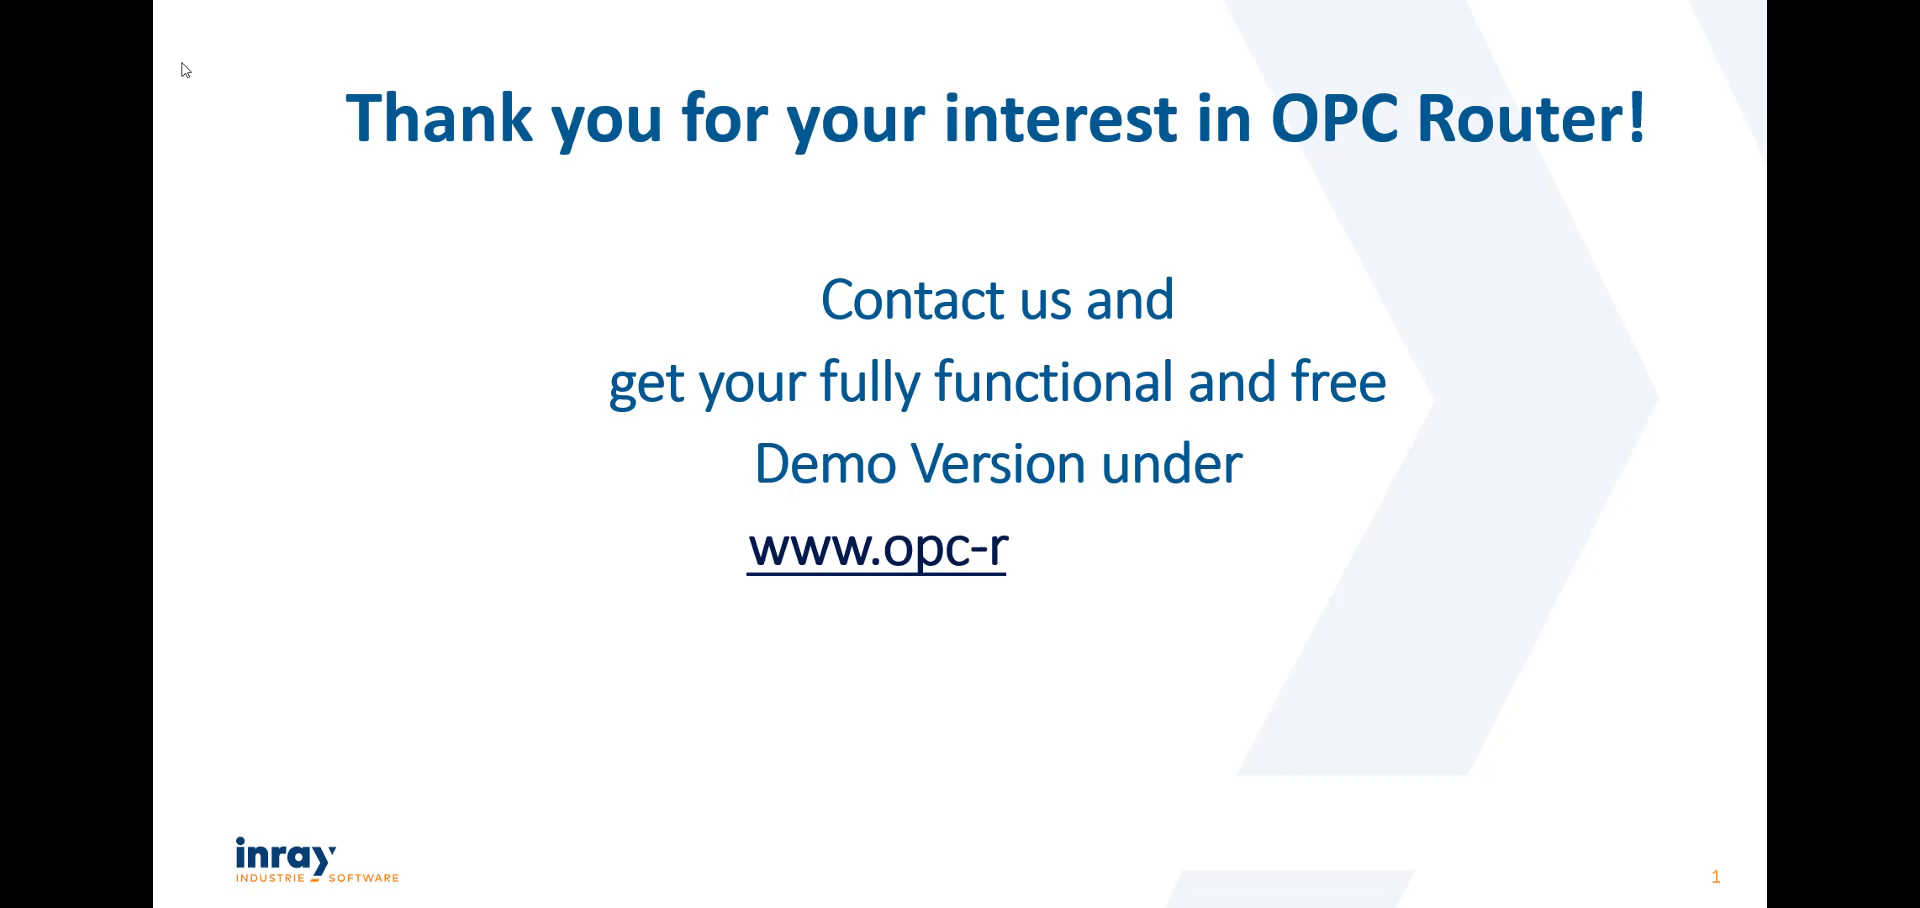 Thank you for your interest in OPC Router!
Contact us and
get your fully functional and free
Demo Version under
www.opc-r
inray
INDUSTRIE SOFTWARE
1